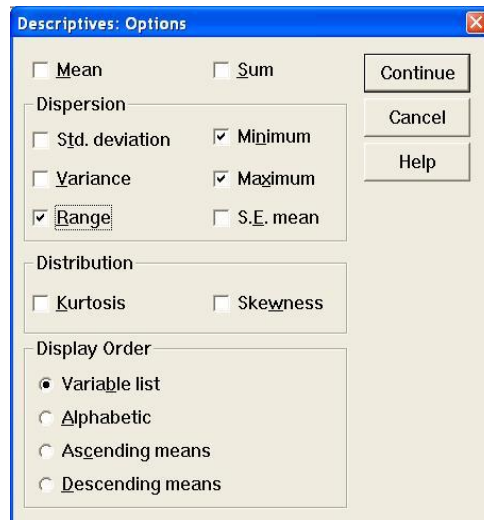 Descriptives: Options
Mean
Sum
Continue
Cancel
Help
Dispersion
Std. deviation
Minimum
Variance
Maximum
Range
S.E. mean
Distribution
Kurtosis
Skewness
Display Order
Variable list
Alphabetic
Ascending means
Descending means